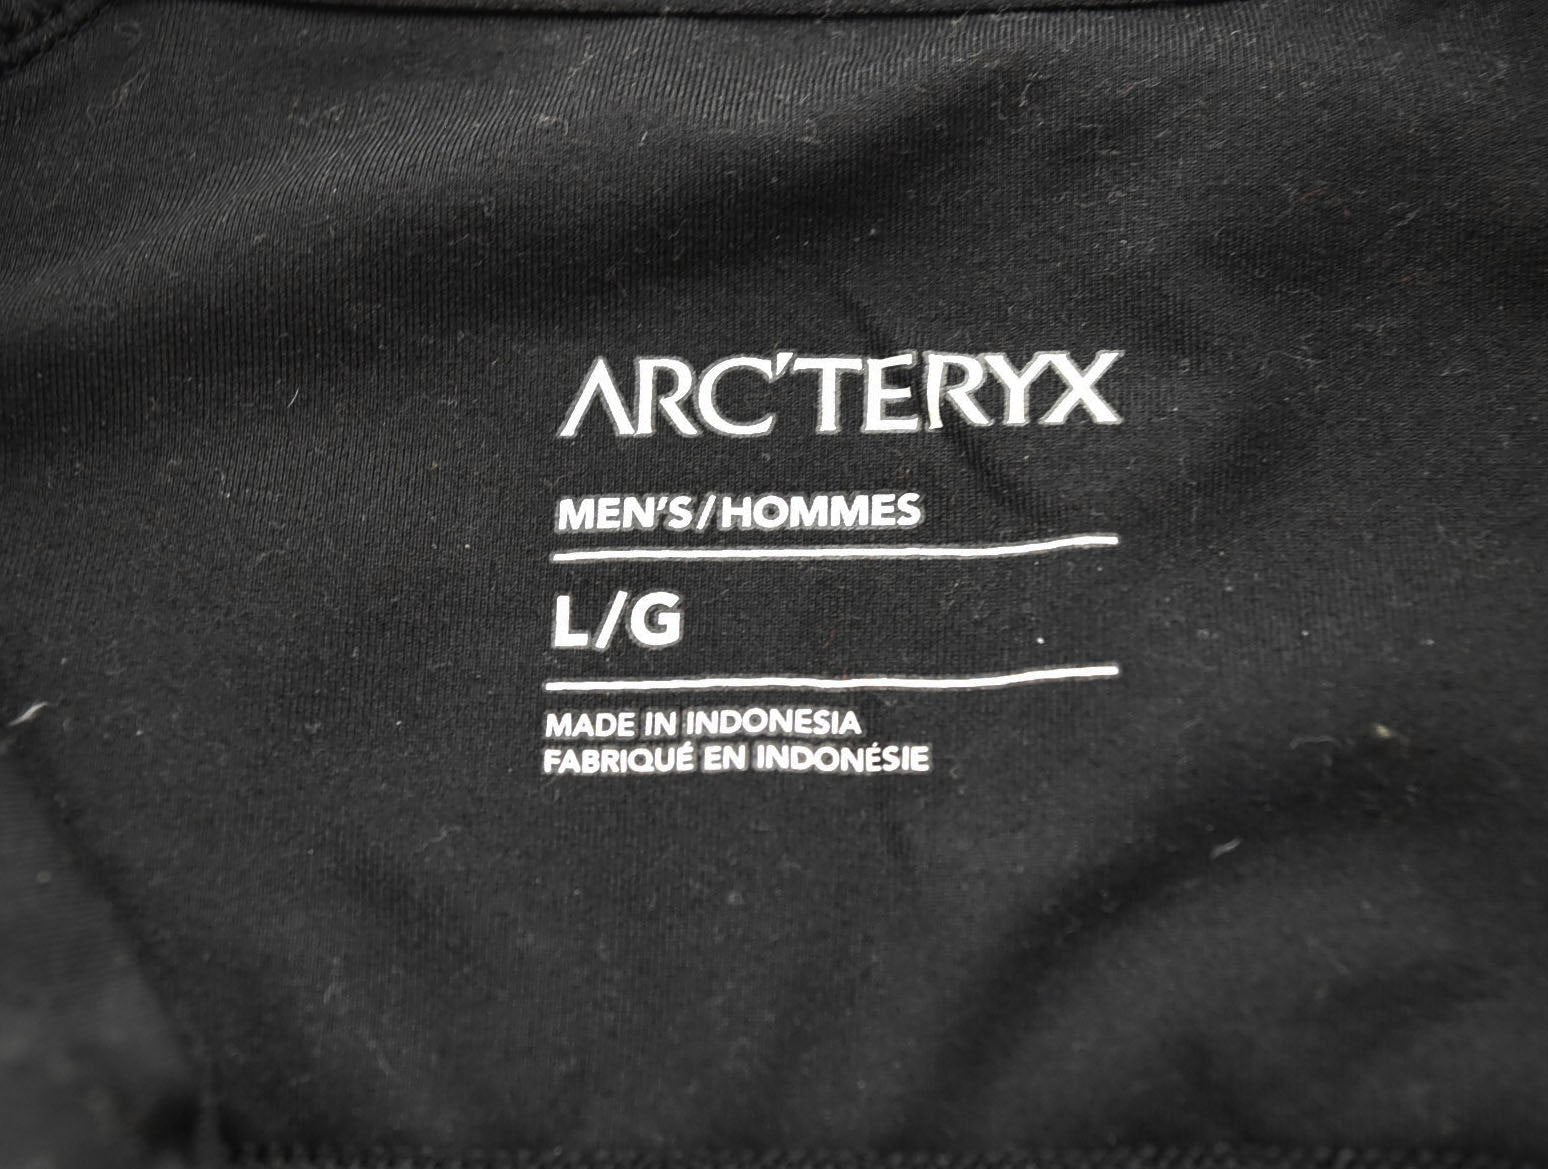 ARC'TERYX
MEN'S/HOMMES
L/G
MADE IN INDONESIA
FABRIQUÉ EN INDONÉSIE